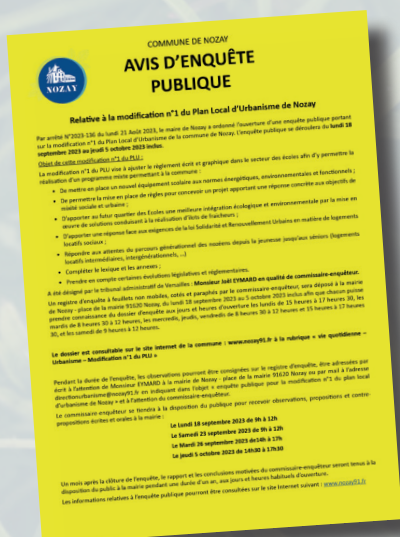 COMMUNE DE NOZAY
AVIS D'ENQUÊTE
PUBLIQUE
NOZAY
Relative à la modification n°1 du Plan Local d'Urbanisme de Nozay
Par arrêté N°2023-136 du lundi 21 Août 2023, le maire de Nozay a ordonné l'ouverture d'une enquête publique portant
sur la modification n°1 du Plan Local d'Urbanisme de la commune de Nozay. L'enquête publique se déroulera du lundi 18
septembre 2023 au jeudi 5 octobre 2023 inclus.
Objet de cette modification n°1 du PLU :
La modification n°1 du PLU vise à ajuster le règlement écrit et graphique dans le secteur des écoles afin d'y permettre la
réalisation d'un programme mixte permettant à la commune :
• De mettre en place un nouvel équipement scolaire aux normes énergétiques, environnementales et fonctionnels ;
• De permettre la mise en place de règles pour concevoir un projet apportant une réponse concrète aux objectifs de
mixité sociale et urbaine ;
• D'apporter au futur quartier des Ecoles une meilleure intégration écologique et environnementale par la mise en
œuvre de solutions conduisant à la réalisation d'îlots de fraîcheurs ;
• D'apporter une réponse face aux exigences de la loi Solidarité et Renouvellement Urbains en matière de logements
locatifs sociaux ;
• Répondre aux attentes du parcours générationnel des nozéens depuis la jeunesse jusqu'aux séniors (logements
locatifs intermédiaires, intergénérationnels, ...)
• Compléter le lexique et les annexes ;
• Prendre en compte certaines évolutions législatives et réglementaires.
A été désigné par le tribunal administratif de Versailles : Monsieur Joël EYMARD en qualité de commissaire-enquêteur.
Un registre d'enquête à feuillets non mobiles, cotés et paraphés par le commissaire-enquêteur, sera déposé à la mairie
de Nozay - place de la mairie 91620 Nozay, du lundi 18 septembre 2023 au 5 octobre 2023 inclus afin que chacun puisse
prendre connaissance du dossier d'enquête aux jours et heures d'ouverture les lundis de 15 heures à 17 heures 30, les
mardis de 8 heures 30 à 12 heures, les mercredis, jeudis, vendredis de 8 heures 30 à 12 heures et 15 heures à 17 heures
30, et les samedi de 9 heures à 12 heures.
Le dossier est consultable sur le site internet de la commune : www.nozay91.fr à la rubrique « vie quotidienne –
Urbanisme – Modification n°1 du PLU »
Pendant la durée de l'enquête, les observations pourront être consignées sur le registre d'enquête, être adressées par
écrit à l'attention de Monsieur EYMARD à la mairie de Nozay - place de la mairie 91620 Nozay ou par mail à l'adresse
directionurbanisme@nozay91.fr en indiquant dans l'objet « enquête publique pour la modification n°1 du plan local
d'urbanisme de Nozay » et à l'attention du commissaire-enquêteur.
Le commissaire enquêteur se tiendra à la disposition du public pour recevoir observations, propositions et contre-
propositions écrites et orales à la mairie :
Le Lundi 18 septembre 2023 de 9h à 12h
Le Samedi 23 septembre 2023 de 9h à 12h
Le Mardi 26 septembre 2023 de14h à 17h
Le jeudi 5 octobre 2023 de 14h30 à 17h30
Un mois après la clôture de l'enquête, le rapport et les conclusions motivées du commissaire-enquêteur seront tenus à la
disposition du public à la mairie pendant une durée d'un an, aux jours et heures habituels d'ouverture.
Les informations relatives à l'enquête publique pourront être consultées sur le site Internet suivant : www.nozay91.fr